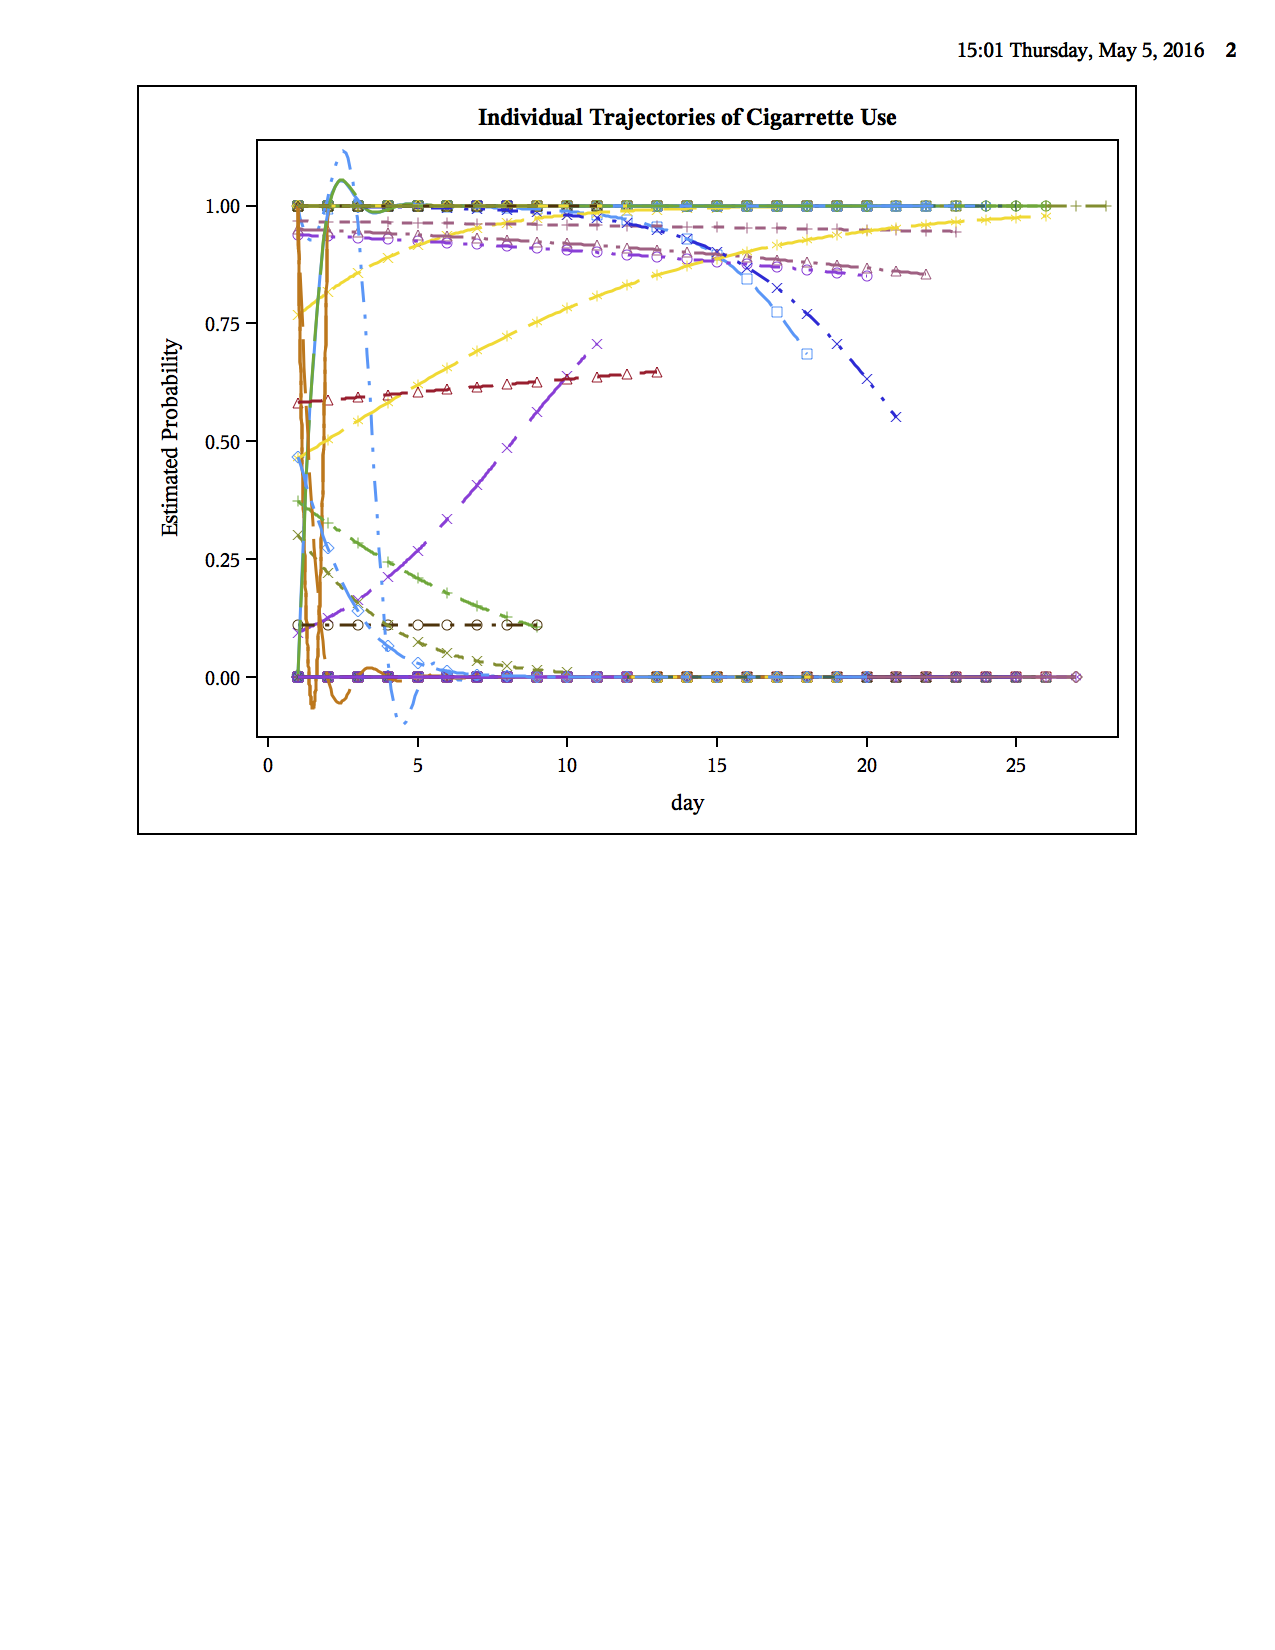 15:01 Thursday, May 5, 2016 2
Individual Trajectories of Cigarrette Use
1.00
0.75
0.50
0.25
0.00
Estimated Probability
0 5 10 15 20 25
day